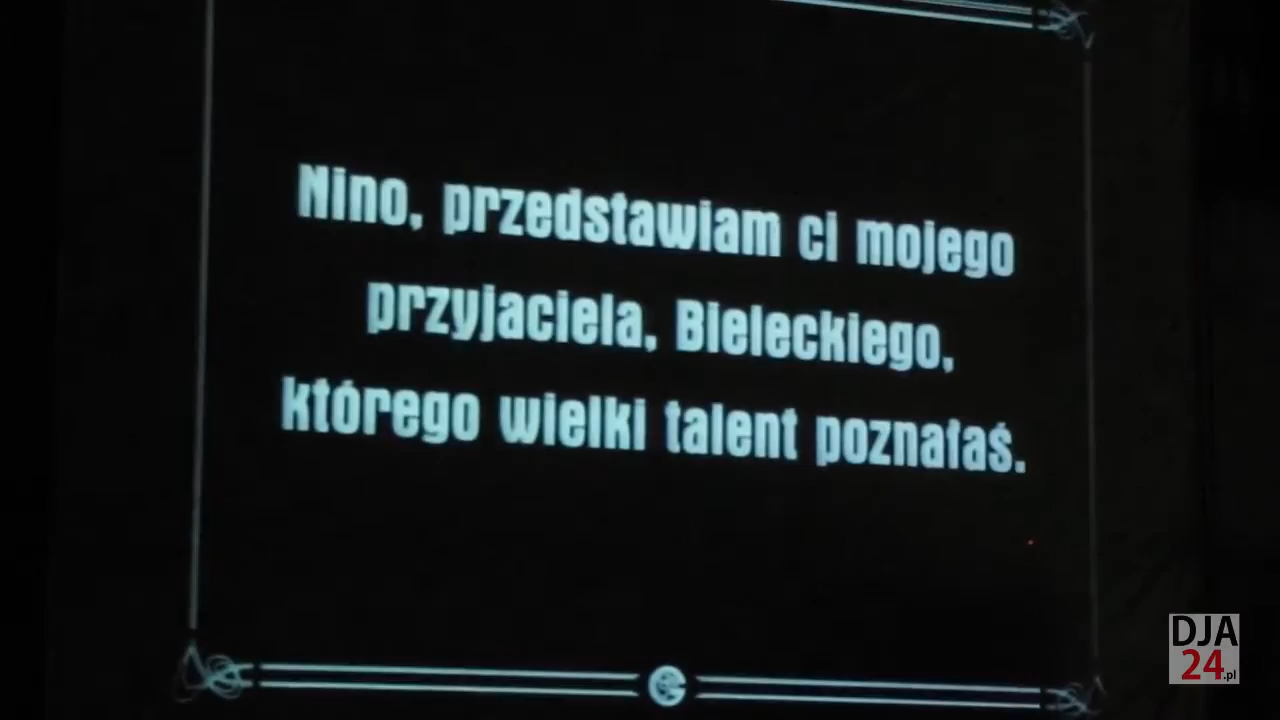 Nino, przedstawiam ci mojego
przyjaciela, Bieleckiego,
którego wielki talent poznałaś.
DJA
24.pl